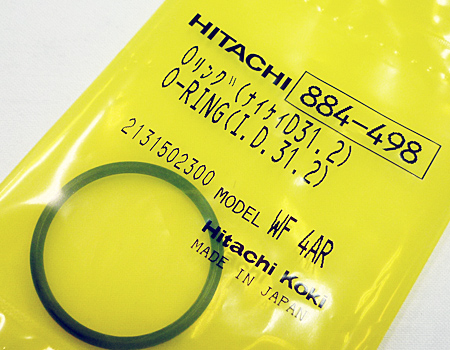 HITACHI 884-498
Oリング(ナイケイD31.2)
O-RING(I.D.31.2)
2131502300 MODEL WF 4AR
Hitachi Koki
MADE IN JAPAN